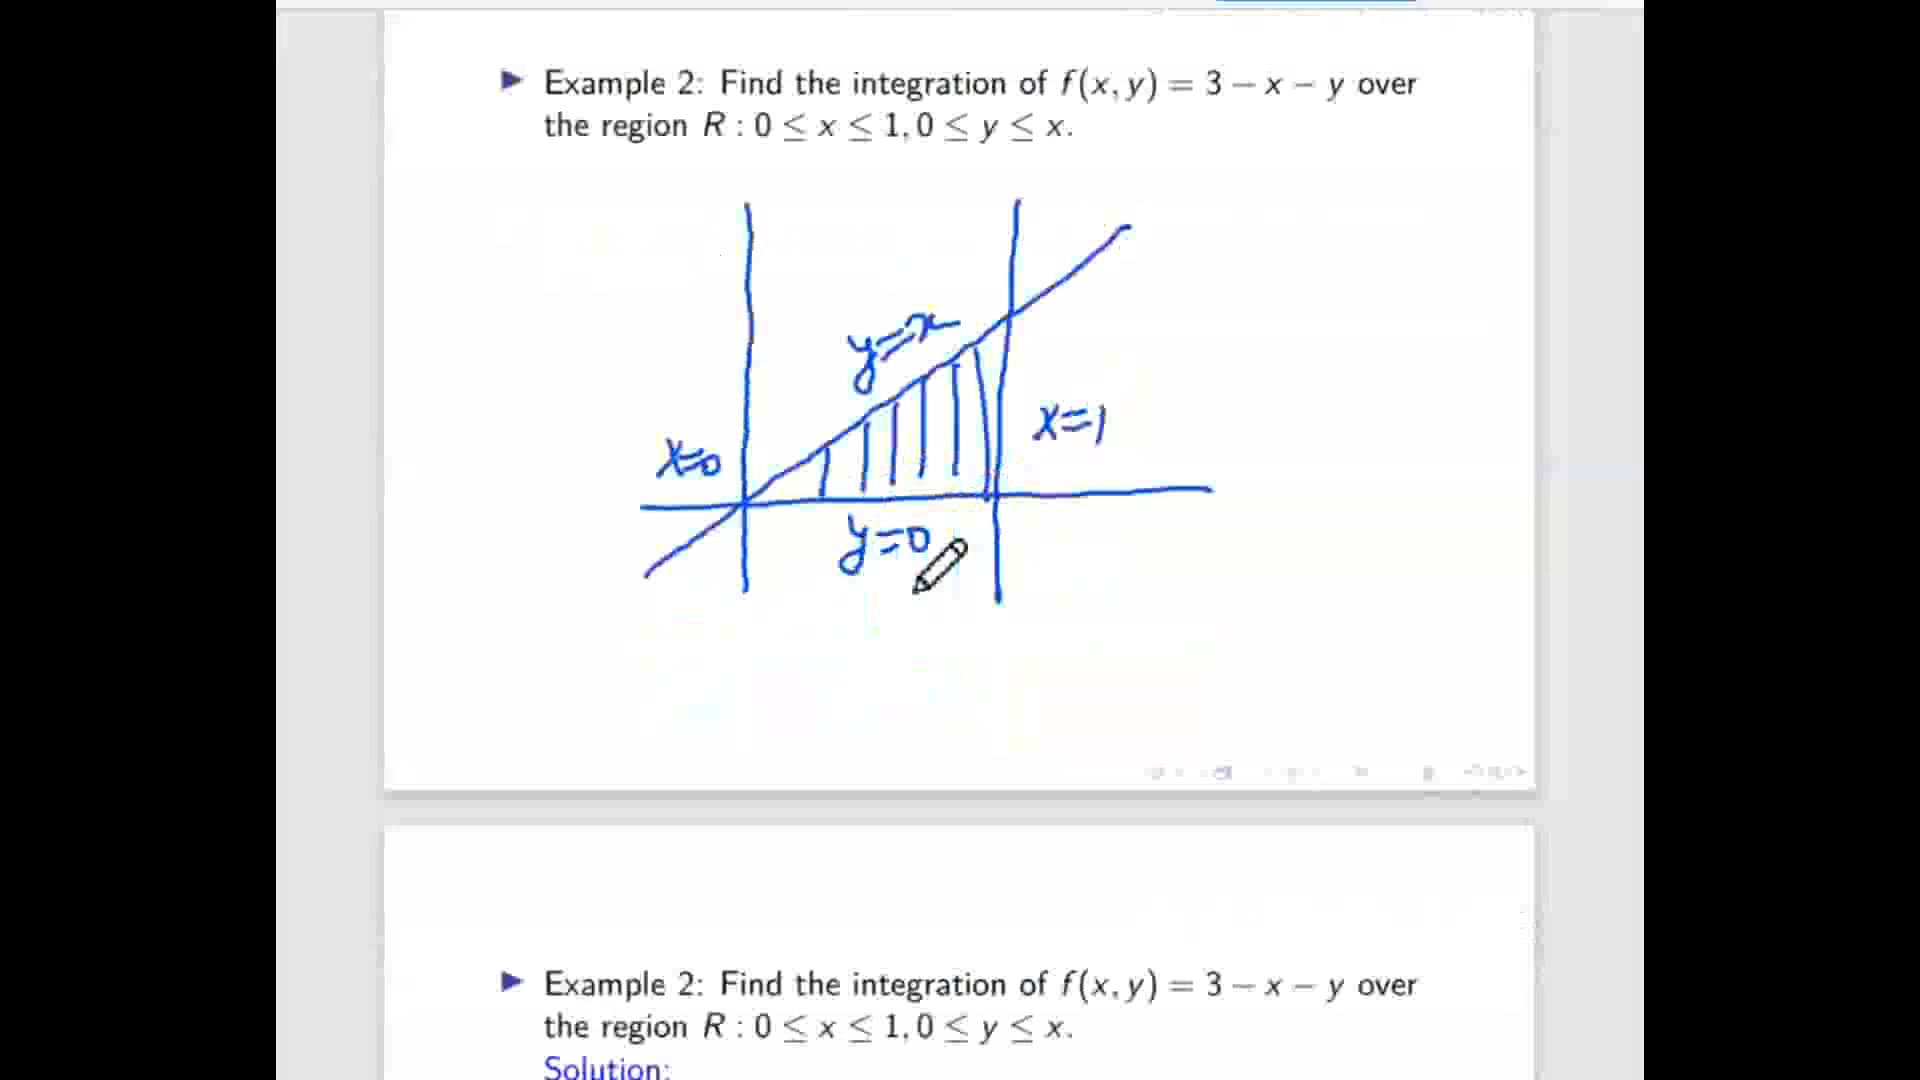 Example 2: Find the integration of f(x, y) = 3 − x − y over
the region R : 0 ≤ x ≤ 1, 0 ≤ y ≤ x.
y=x
x=1
x=0
y=0
Example 2: Find the integration of f(x, y) = 3 − x − y over
the region R : 0 ≤ x ≤ 1, 0 ≤ y ≤ x.
Solution: